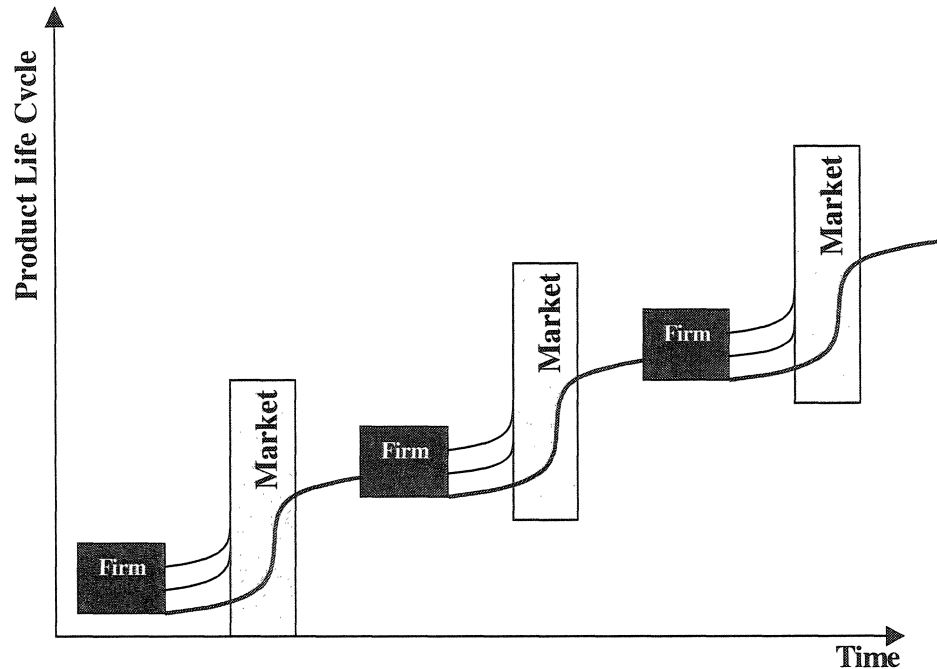 Product Life Cycle
Market
Firm
Market
Firm
Market
Firm
Time